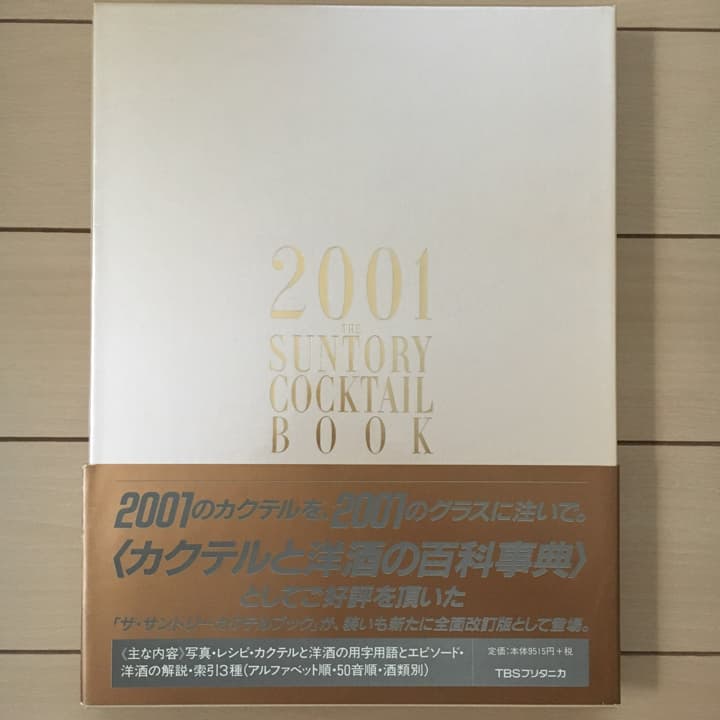 2001
THE
SUNTORY
COCKTAIL
BOOK
2001のカクテルを、2001のグラスに注いで。
〈カクテルと洋酒の百科事典〉
としてご好評を頂いた
「ザ・サントリーカクテルブック」が、装いも新たに全面改訂版として登場。
《主な内容》写真・レシピ・カクテルと洋酒の用字用語とエピソード・
洋酒の解説・索引3種(アルファベット順・50音順・酒類別)
定価:本体9515円+税
TBSブリタニカ